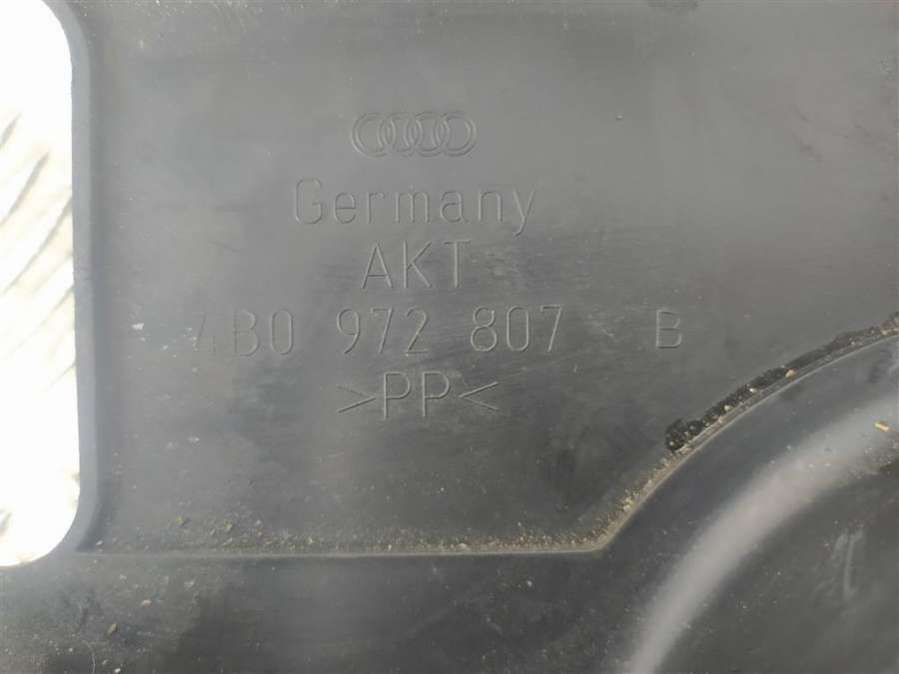 Germany
AKT
4B0 972 807 B
>PP<